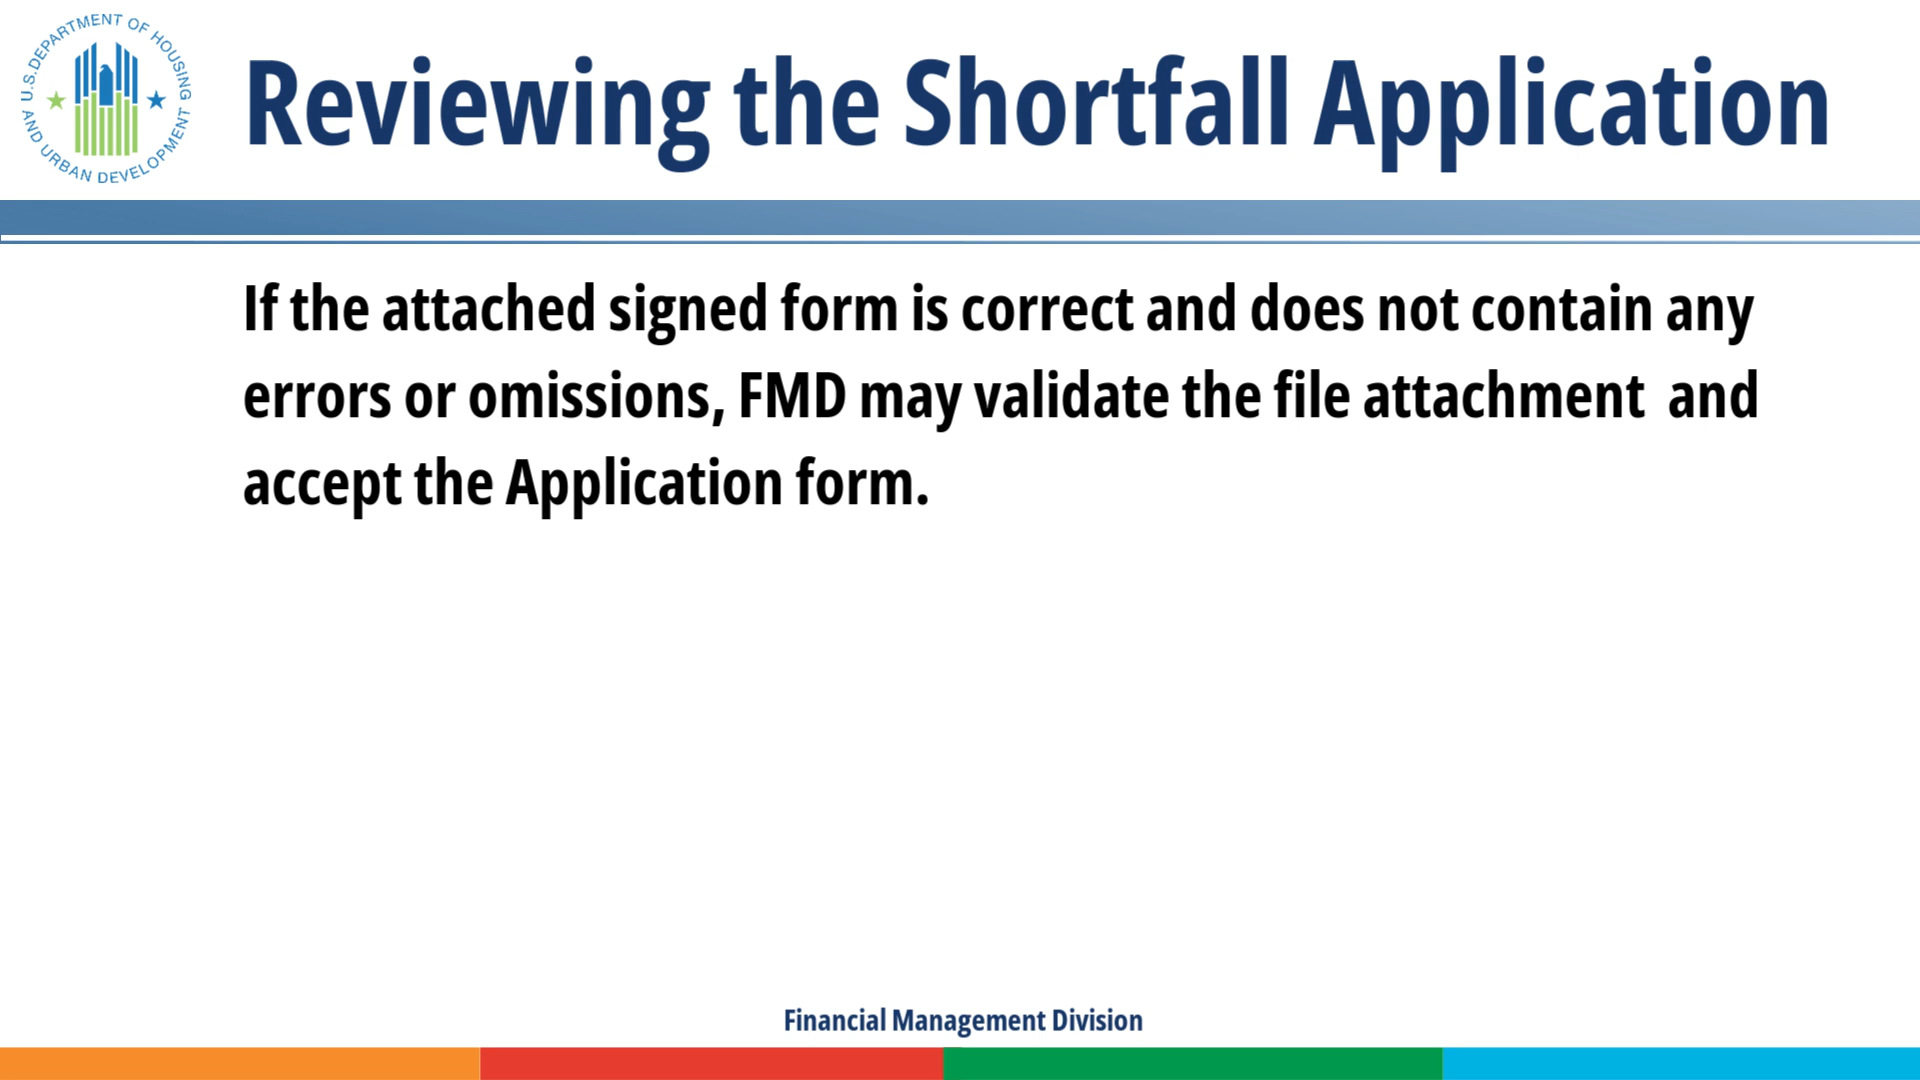 U.S. DEPARTMENT OF HOUSING
AND URBAN DEVELOPMENT
Reviewing the Shortfall Application
If the attached signed form is correct and does not contain any
errors or omissions, FMD may validate the file attachment  and
accept the Application form.
Financial Management Division